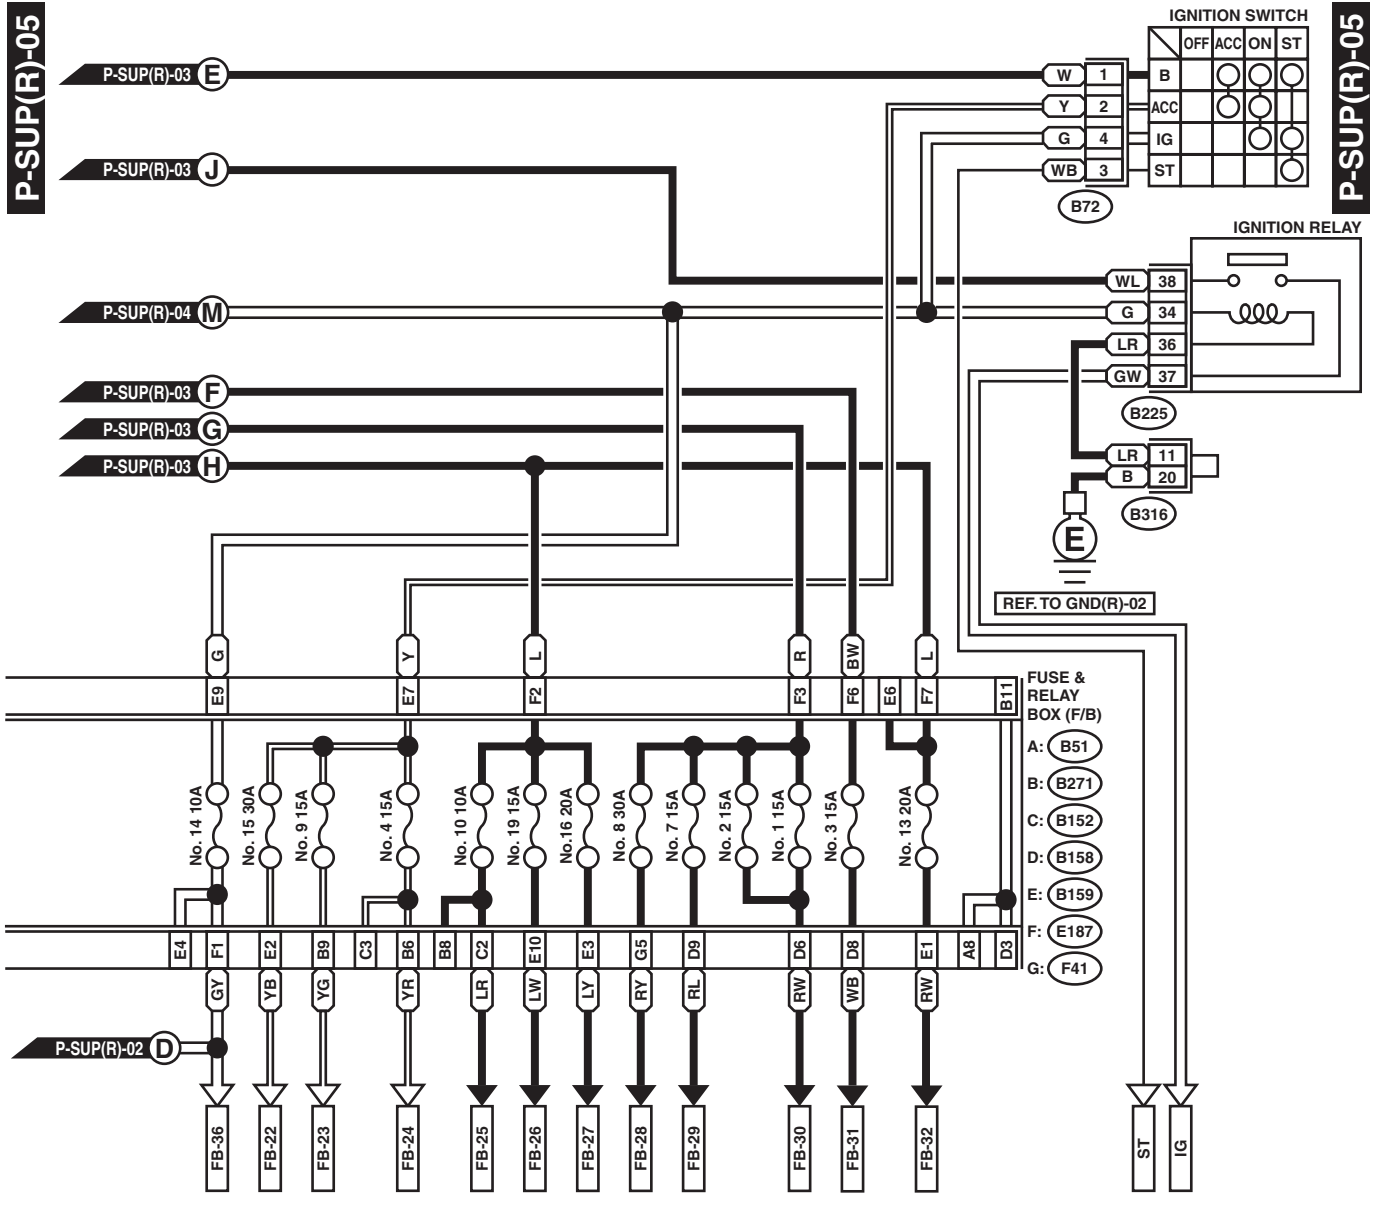 P-SUP(R)-05
P-SUP(R)-05
IGNITION SWITCH
OFF ACC ON ST
B
ACC
IG
ST
P-SUP(R)-03 E
W 1
Y 2
G 4
WB 3
B72
P-SUP(R)-03 J
IGNITION RELAY
WL 38
G 34
LR 36
GW 37
B225
P-SUP(R)-04 M
P-SUP(R)-03 F
P-SUP(R)-03 G
P-SUP(R)-03 H
LR 11
B 20
B316
E
REF. TO GND(R)-02
G Y L R BW L
E9 E7 F2 F3 F6 E6 F7 B11
FUSE &
RELAY
BOX (F/B)
A: B51
B: B271
C: B152
D: B158
E: B159
F: E187
G: F41
No. 14 10A
No. 15 30A
No. 9 15A
No. 4 15A
No. 10 10A
No. 19 15A
No.16 20A
No. 8 30A
No. 7 15A
No. 2 15A
No. 1 15A
No. 3 15A
No. 13 20A
E4 F1 E2 B9 C3 B6 B8 C2 E10 E3 G5 D9 D6 D8 E1 A8 D3
GY YB YG YR LR LW LY RY RL RW WB RW
P-SUP(R)-02 D
FB-36 FB-22 FB-23 FB-24 FB-25 FB-26 FB-27 FB-28 FB-29 FB-30 FB-31 FB-32 ST IG